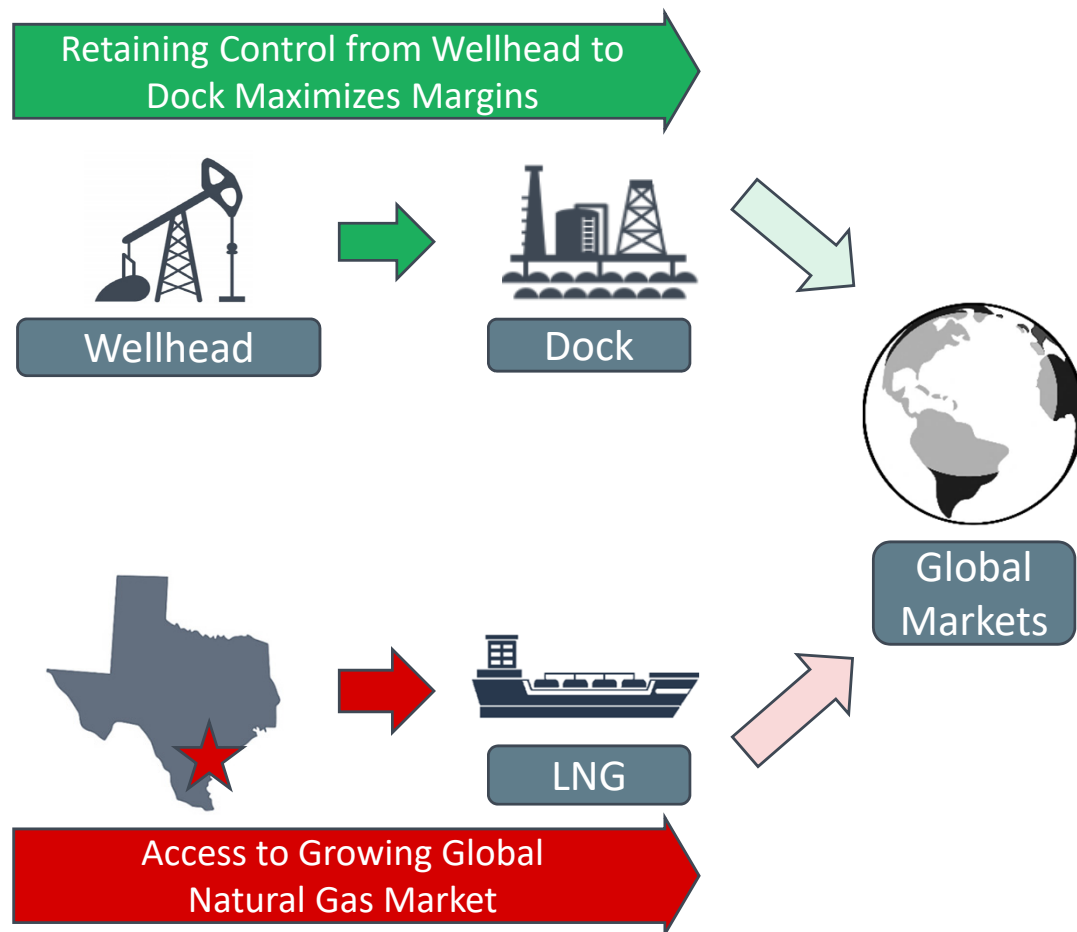 Retaining Control from Wellhead to
Dock Maximizes Margins
Wellhead
Dock
Global
Markets
LNG
Access to Growing Global
Natural Gas Market